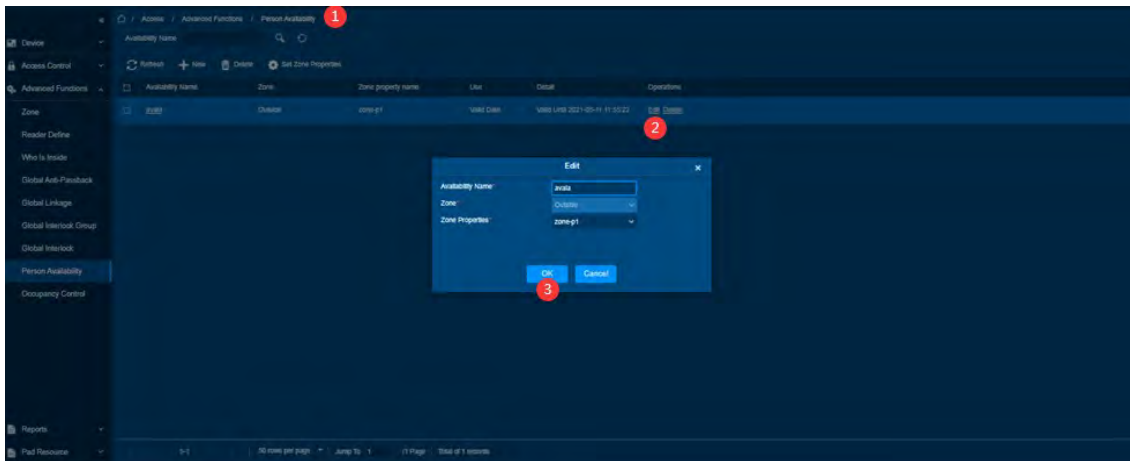 Access / Advanced Functions / Person Availability 1
Availability Name
Refresh New Delete Set Zone Properties
Availability Name Zone Zone property name Use Detail Operations
avala Outside zone-p1 Valid Date Edit Delete
2
Device
Access Control
Advanced Functions
Zone
Reader Define
Who Is Inside
Global Anti-Passback
Global Linkage
Global Interlock Group
Global Interlock
Person Availability
Occupancy Control
Reports
Pad Resource
Edit
Availability Name* avala
Zone* Outside
Zone Properties* zone-p1
OK Cancel
3
50 rows per page Jump To 1 /1 Page Total of 1 records